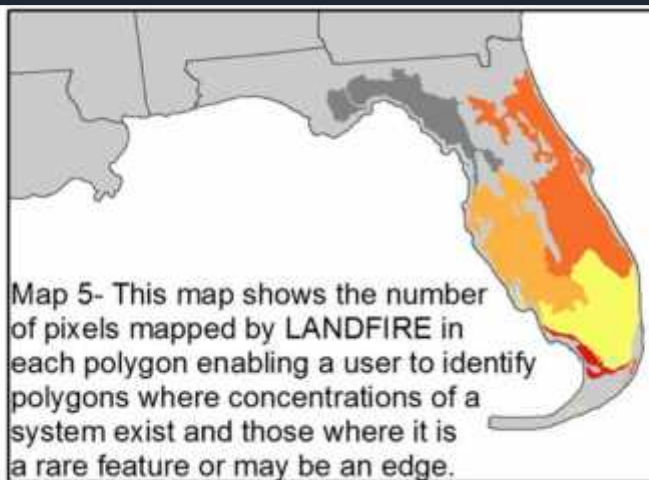 Map 5- This map shows the number
of pixels mapped by LANDFIRE in
each polygon enabling a user to identify
polygons where concentrations of a
system exist and those where it is
a rare feature or may be an edge.